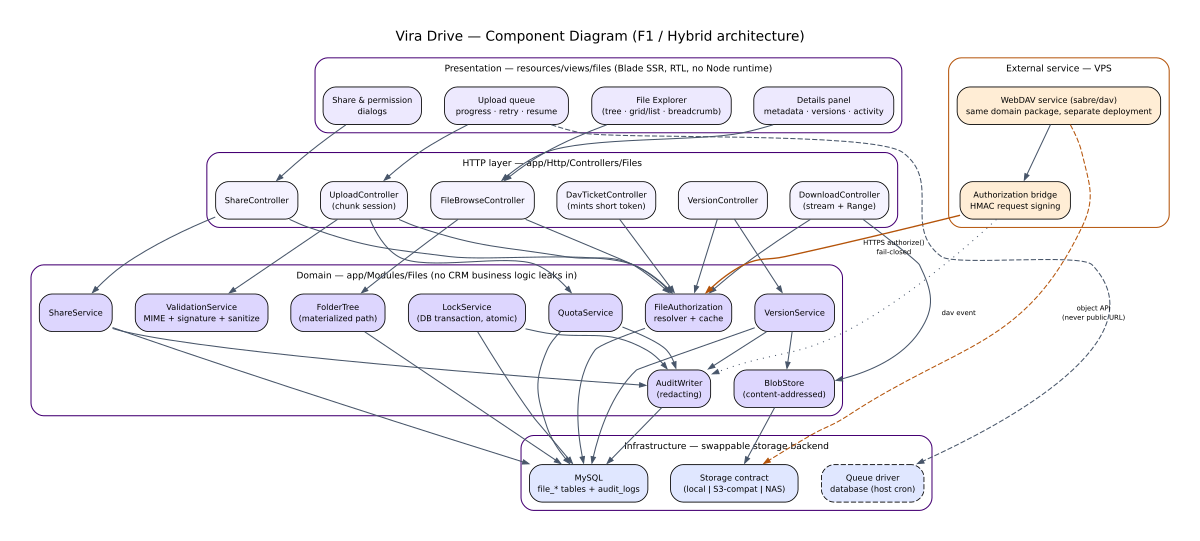 Vira Drive — Component Diagram (F1 / Hybrid architecture)
Presentation — resources/views/files (Blade SSR, RTL, no Node runtime)
Share & permission
dialogs
Upload queue
progress · retry · resume
File Explorer
(tree · grid/list · breadcrumb)
Details panel
metadata · versions · activity
External service — VPS
WebDAV service (sabre/dav)
same domain package, separate deployment
Authorization bridge
HMAC request signing
HTTP layer — app/Http/Controllers/Files
ShareController
UploadController
(chunk session)
FileBrowseController
DavTicketController
(mints short token)
VersionController
DownloadController
(stream + Range)
HTTPS authorize()
fail-closed
Domain — app/Modules/Files (no CRM business logic leaks in)
ShareService
ValidationService
MIME + signature + sanitize
FolderTree
(materialized path)
LockService
(DB transaction, atomic)
QuotaService
FileAuthorization
resolver + cache
VersionService
dav event
object API
(never public URL)
AuditWriter
(redacting)
BlobStore
(content-addressed)
Infrastructure — swappable storage backend
MySQL
file_* tables + audit_logs
Storage contract
(local | S3-compat | NAS)
Queue driver
database (host cron)